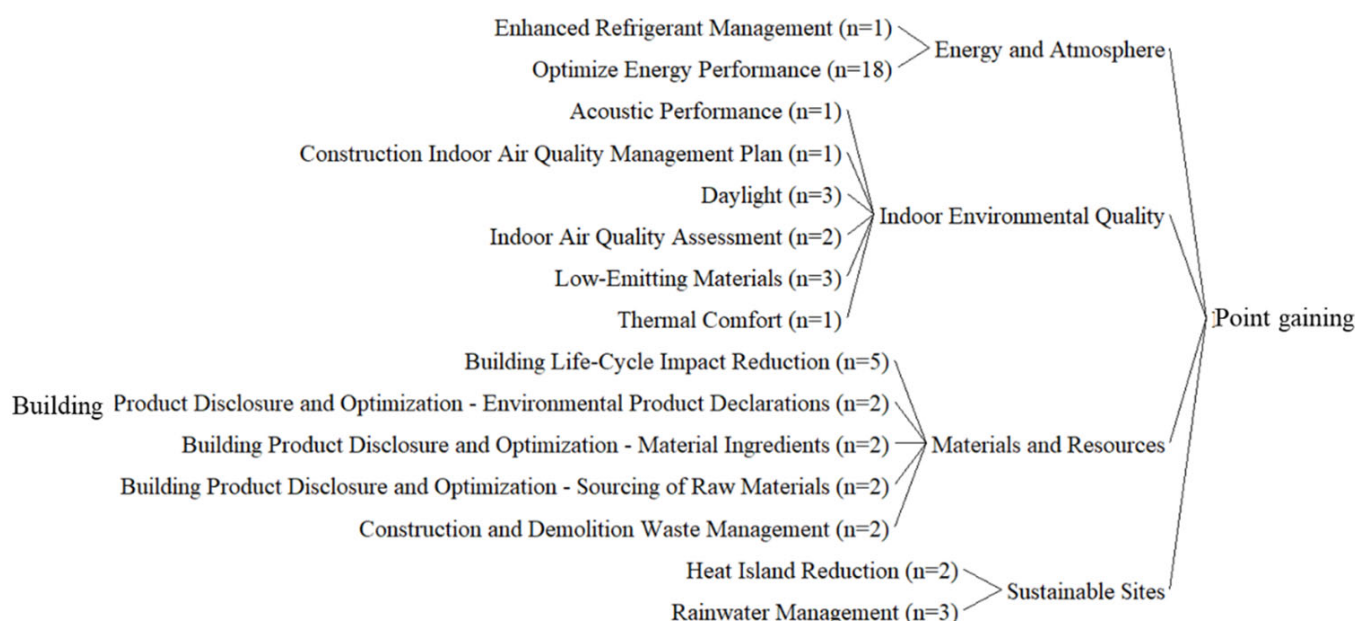 Enhanced Refrigerant Management (n=1)
Energy and Atmosphere
Optimize Energy Performance (n=18)
Acoustic Performance (n=1)
Construction Indoor Air Quality Management Plan (n=1)
Daylight (n=3)
Indoor Environmental Quality
Indoor Air Quality Assessment (n=2)
Low-Emitting Materials (n=3)
Thermal Comfort (n=1)
Point gaining
Building Life-Cycle Impact Reduction (n=5)
Building Product Disclosure and Optimization - Environmental Product Declarations (n=2)
Building Product Disclosure and Optimization - Material Ingredients (n=2)
Materials and Resources
Building Product Disclosure and Optimization - Sourcing of Raw Materials (n=2)
Construction and Demolition Waste Management (n=2)
Heat Island Reduction (n=2)
Sustainable Sites
Rainwater Management (n=3)